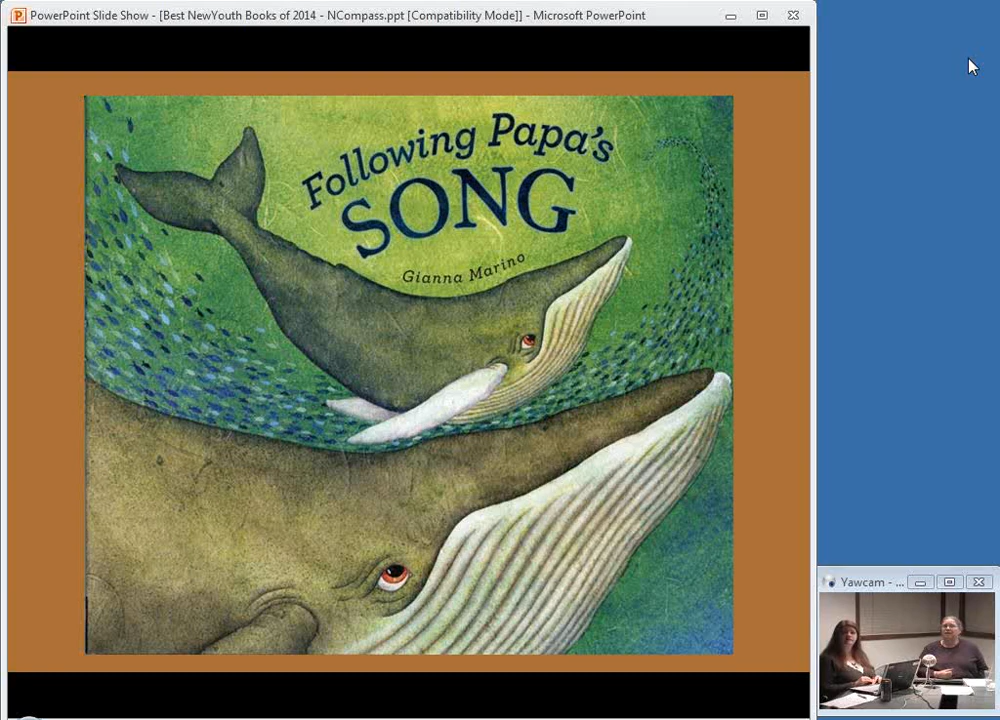 PowerPoint Slide Show - [Best NewYouth Books of 2014 - NCompass.ppt [Compatibility Mode]] - Microsoft PowerPoint
Following Papa's
SONG
Gianna Marino
Yawcam - ...